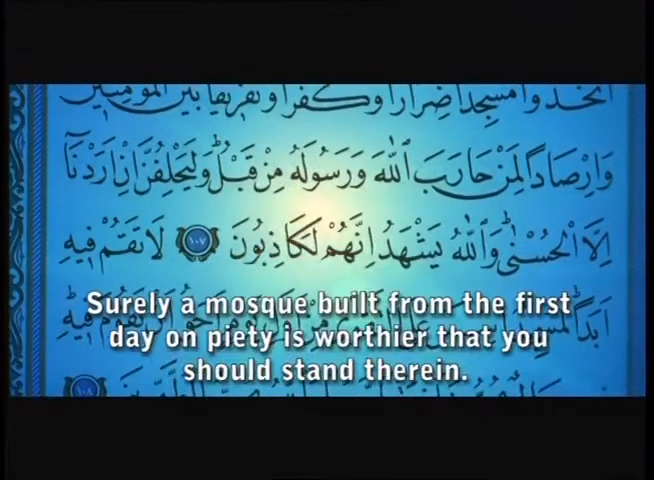 اتَّخَذُوا مَسْجِدًا ضِرَارًا وَكُفْرًا وَتَفْرِيقًا بَيْنَ الْمُؤْمِنِينَ
وَإِرْصَادًا لِمَنْ حَارَبَ اللَّهَ وَرَسُولَهُ مِنْ قَبْلُ وَلَيَحْلِفُنَّ إِنْ أَرَدْنَا
إِلَّا الْحُسْنَىٰ وَاللَّهُ يَشْهَدُ إِنَّهُمْ لَكَاذِبُونَ ١٠٧ لَا تَقُمْ فِيهِ
أَبَدًا لَمَسْجِدٌ
Surely a mosque built from the first
day on piety is worthier that you
should stand therein.
١٠٨